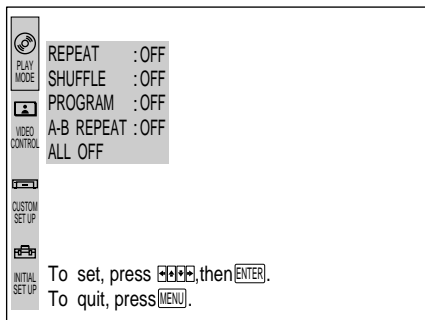 PLAY
MODE
REPEAT :OFF
SHUFFLE :OFF
PROGRAM :OFF
A-B REPEAT :OFF
ALL OFF
VIDEO
CONTROL
CUSTOM
SET UP
INITIAL
SET UP
To set, press ,then ENTER.
To quit, press MENU.